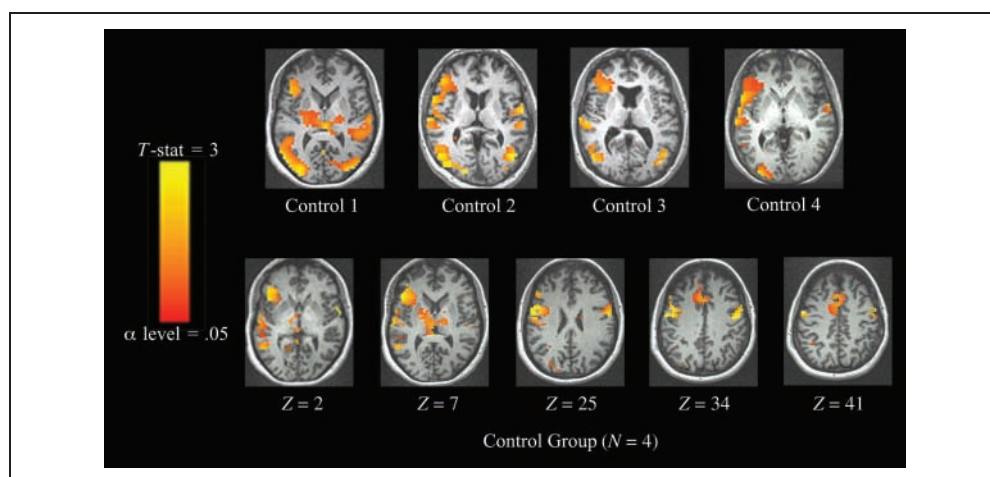 T-stat = 3
α level = .05
Control 1
Control 2
Control 3
Control 4
Z = 2
Z = 7
Z = 25
Z = 34
Z = 41
Control Group (N = 4)